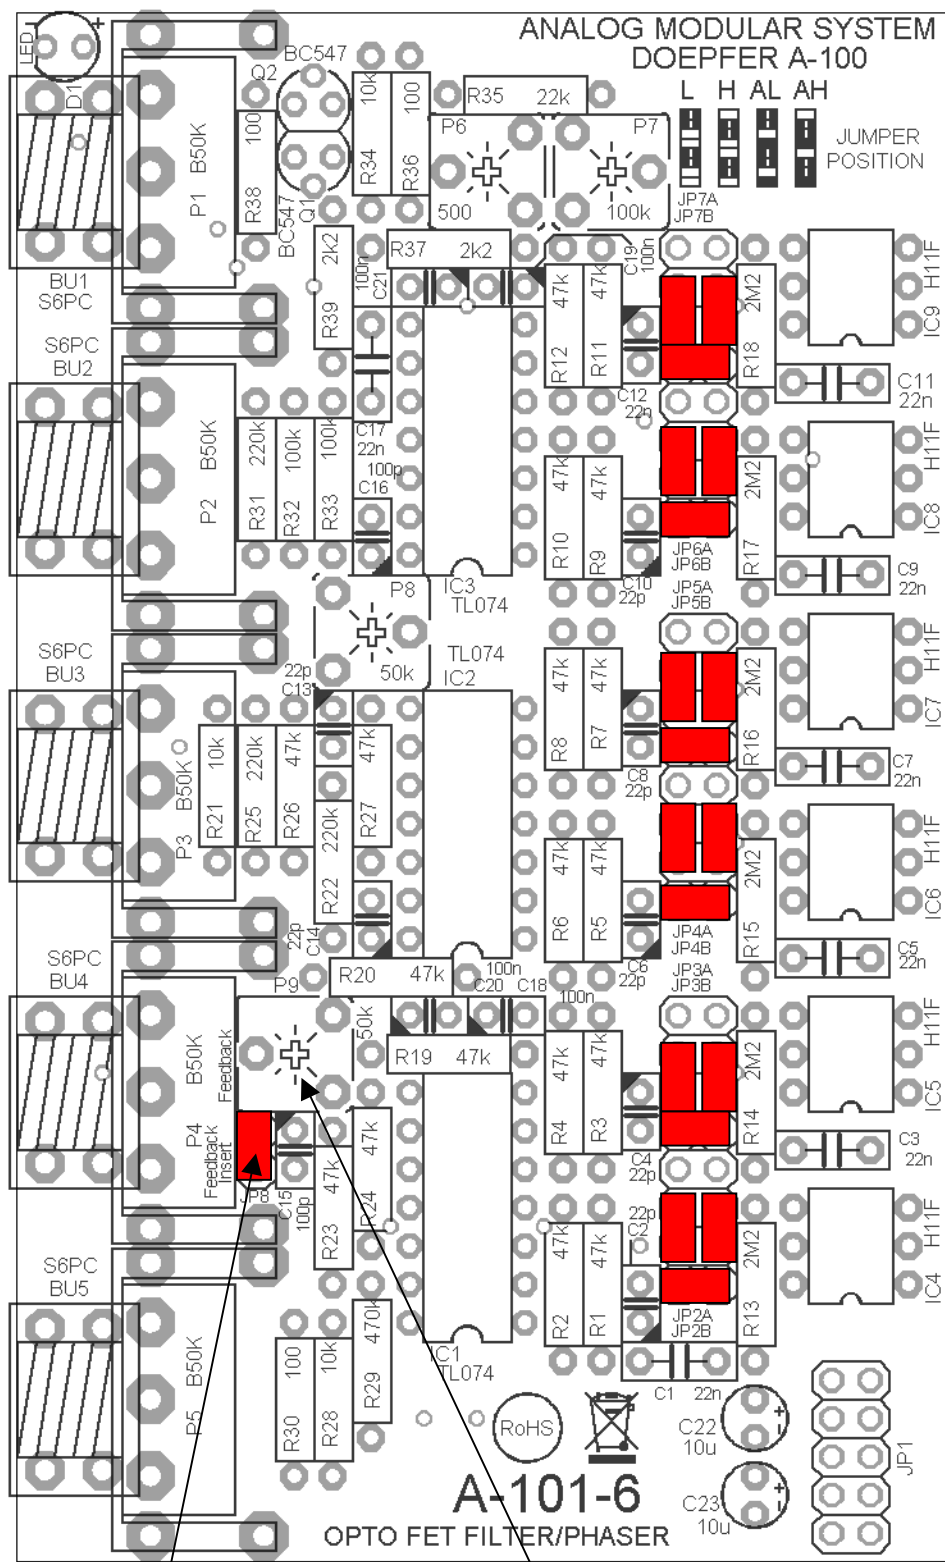 ANALOG MODULAR SYSTEM
DOEPFER A-100
L H AL AH
JUMPER
POSITION
JP7A
JP7B
LED
+
D1
BC547
Q2
Q1
BC547
10k
R34
100
R36
R35 22k
P6
500
P7
100k
P1 B50K
100
R38
BU1
S6PC
R37 2k2
2k2
R39
100n
C21
C19
100n
47k
R12
47k
R11
C12
22n
2M2
R18
H11F
IC9
C11
22n
S6PC
BU2
B50K
P2
220k
R31
100k
R32
100k
R33
C17
22n
100p
C16
IC3
TL074
47k
R10
47k
R9
C10
22p
JP6A
JP6B
2M2
R17
H11F
IC8
C9
22n
JP5A
JP5B
P8
50k
TL074
IC2
S6PC
BU3
B50K
P3
22p
C13
10k
R21
220k
R25
47k
R26
220k
R22
47k
R27
22p
C14
47k
R8
47k
R7
C8
22p
2M2
R16
H11F
IC7
C7
22n
47k
R6
47k
R5
C6
22p
JP4A
JP4B
2M2
R15
H11F
IC6
C5
22n
JP3A
JP3B
S6PC
BU4
R20 47k
100n
C20
C18
100n
P9
50k
B50K
P4
Feedback
Feedback
Insert
JP8
C15
100p
R19 47k
47k
R23
47k
R24
47k
R4
47k
R3
C4
22p
2M2
R14
H11F
IC5
C3
22n
22p
C2
47k
R2
47k
R1
JP2A
JP2B
2M2
R13
H11F
IC4
C1 22n
S6PC
BU5
B50K
P5
100
R30
10k
R28
470k
R29
IC1
TL074
RoHS
C22
10u
+
-
C23
10u
+
-
JP1
A-101-6
OPTO FET FILTER/PHASER